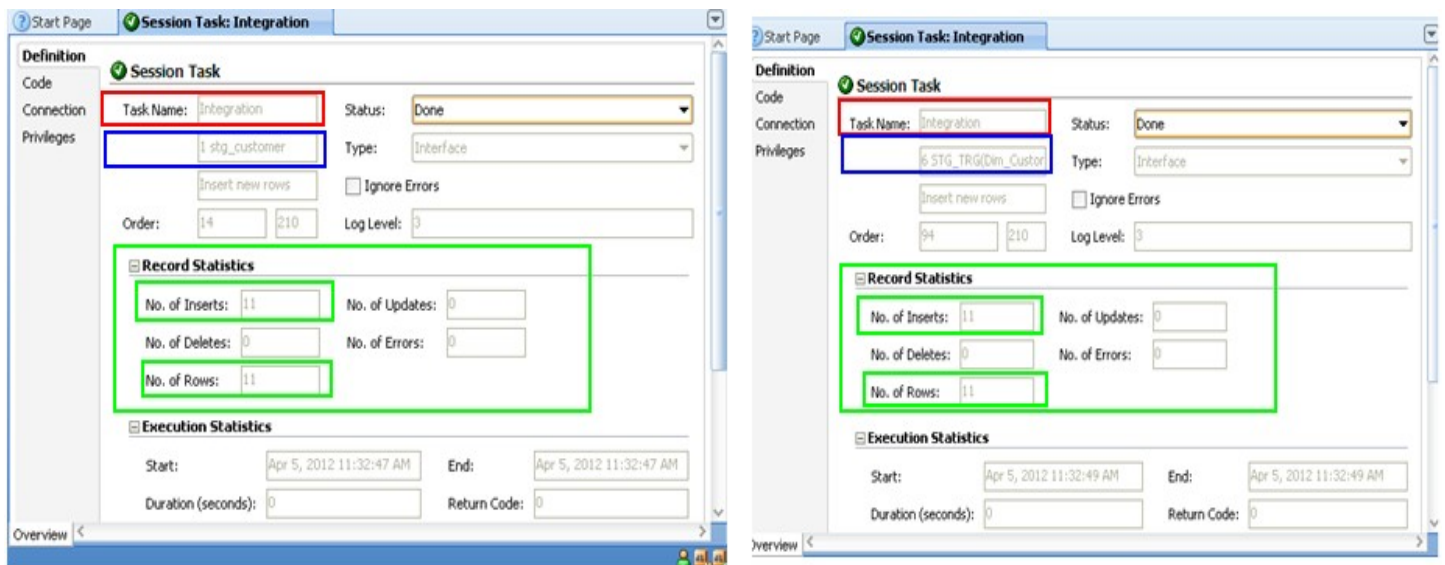 Start Page Session Task: Integration
Definition
Code
Connection
Privileges
Session Task
Task Name: Integration Status: Done
1 stg_customer Type: Interface
Insert new rows Ignore Errors
Order: 14 210 Log Level: 3
Record Statistics
No. of Inserts: 11 No. of Updates: 0
No. of Deletes: 0 No. of Errors: 0
No. of Rows: 11
Execution Statistics
Start: Apr 5, 2012 11:32:47 AM End: Apr 5, 2012 11:32:47 AM
Duration (seconds): 0 Return Code: 0
Overview
Start Page Session Task: Integration
Definition
Code
Connection
Privileges
Session Task
Task Name: Integration Status: Done
6 STG_TRG(Dim_Custor Type: Interface
Insert new rows Ignore Errors
Order: 94 210 Log Level: 3
Record Statistics
No. of Inserts: 11 No. of Updates: 0
No. of Deletes: 0 No. of Errors: 0
No. of Rows: 11
Execution Statistics
Start: Apr 5, 2012 11:32:49 AM End: Apr 5, 2012 11:32:49 AM
Duration (seconds): 0 Return Code: 0
Overview